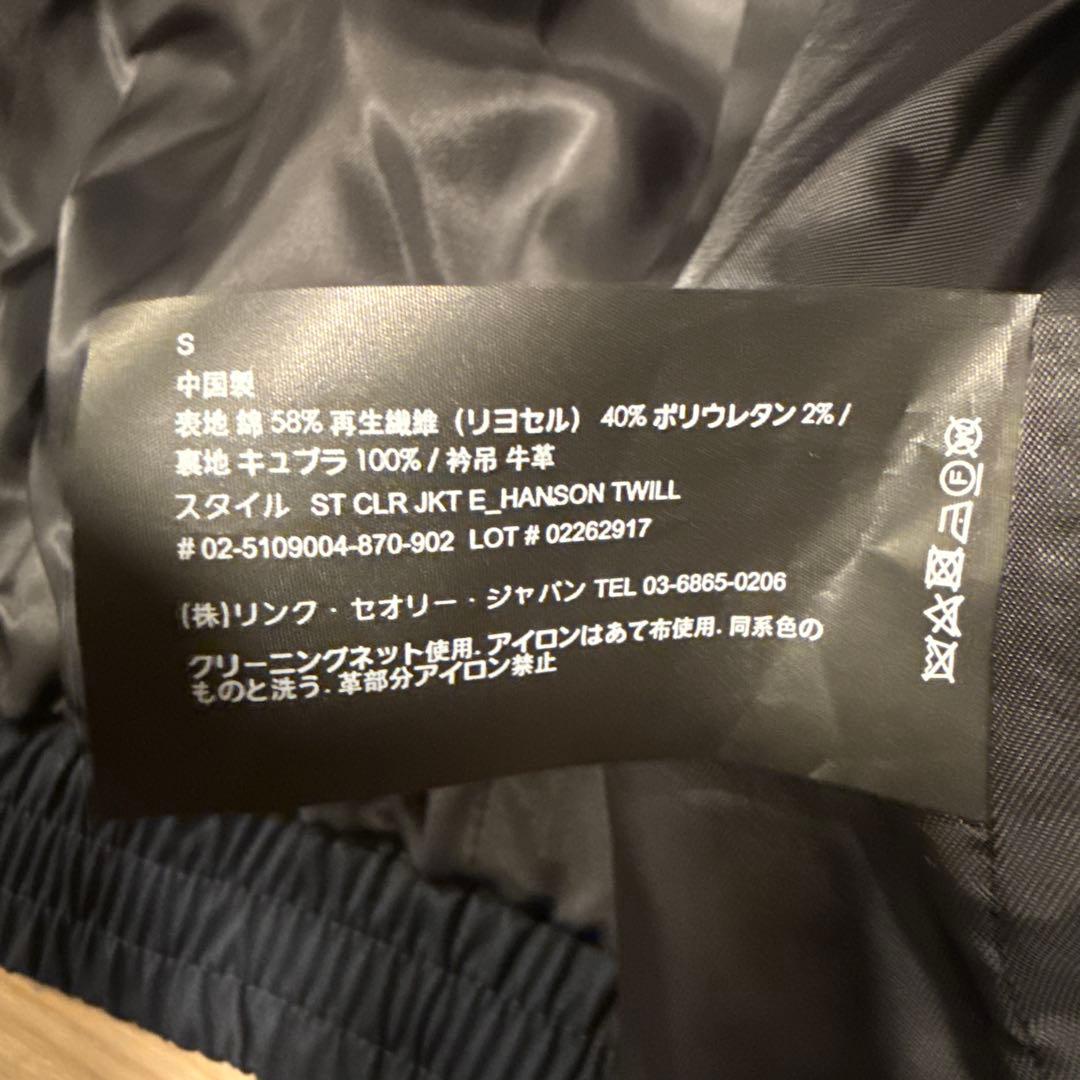 S
中国製
表地 綿 58% 再生繊維（リヨセル） 40% ポリウレタン 2% /
裏地 キュプラ 100% / 衿吊 牛革
スタイル ST CLR JKT E_HANSON TWILL
# 02-5109004-870-902 LOT # 02262917
(株)リンク・セオリー・ジャパン TEL 03-6865-0206
クリーニングネット使用. アイロンはあて布使用. 同系色の
ものと洗う. 革部分アイロン禁止
F